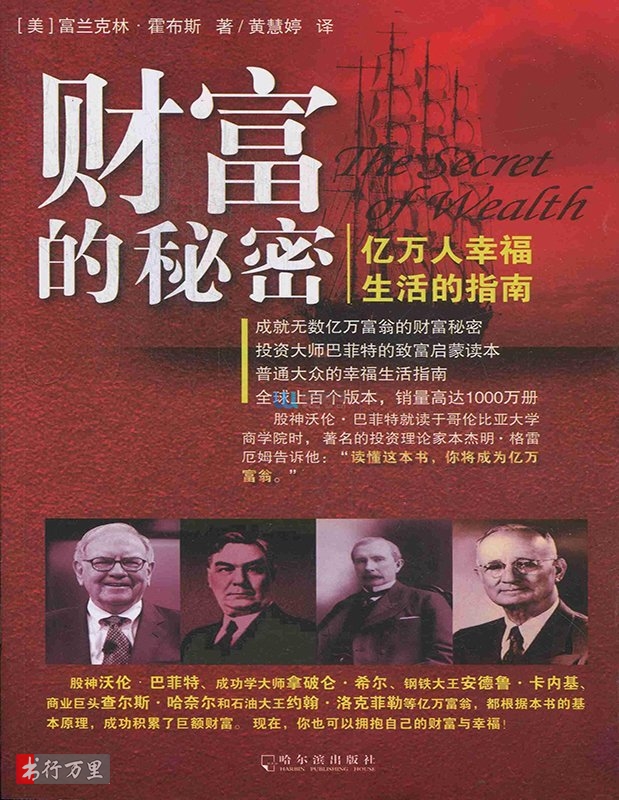 [美]富兰克林·霍布斯 著/黄慧婷 译
财富
The Secret
of Wealth
的秘密
亿万人幸福
生活的指南
成就无数亿万富翁的财富秘密
投资大师巴菲特的致富启蒙读本
普通大众的幸福生活指南
全球上百个版本，销量高达1000万册
股神沃伦·巴菲特就读于哥伦比亚大学
商学院时，著名的投资理论家本杰明·格雷
厄姆告诉他：“读懂这本书，你将成为亿万
富翁。”
股神沃伦·巴菲特、成功学大师拿破仑·希尔、钢铁大王安德鲁·卡内基、
商业巨头查尔斯·哈奈尔和石油大王约翰·洛克菲勒等亿万富翁，都根据本书的基
本原理，成功积累了巨额财富。现在，你也可以拥抱自己的财富与幸福！
哈尔滨出版社
HARBIN PUBLISHING HOUSE
书行万里